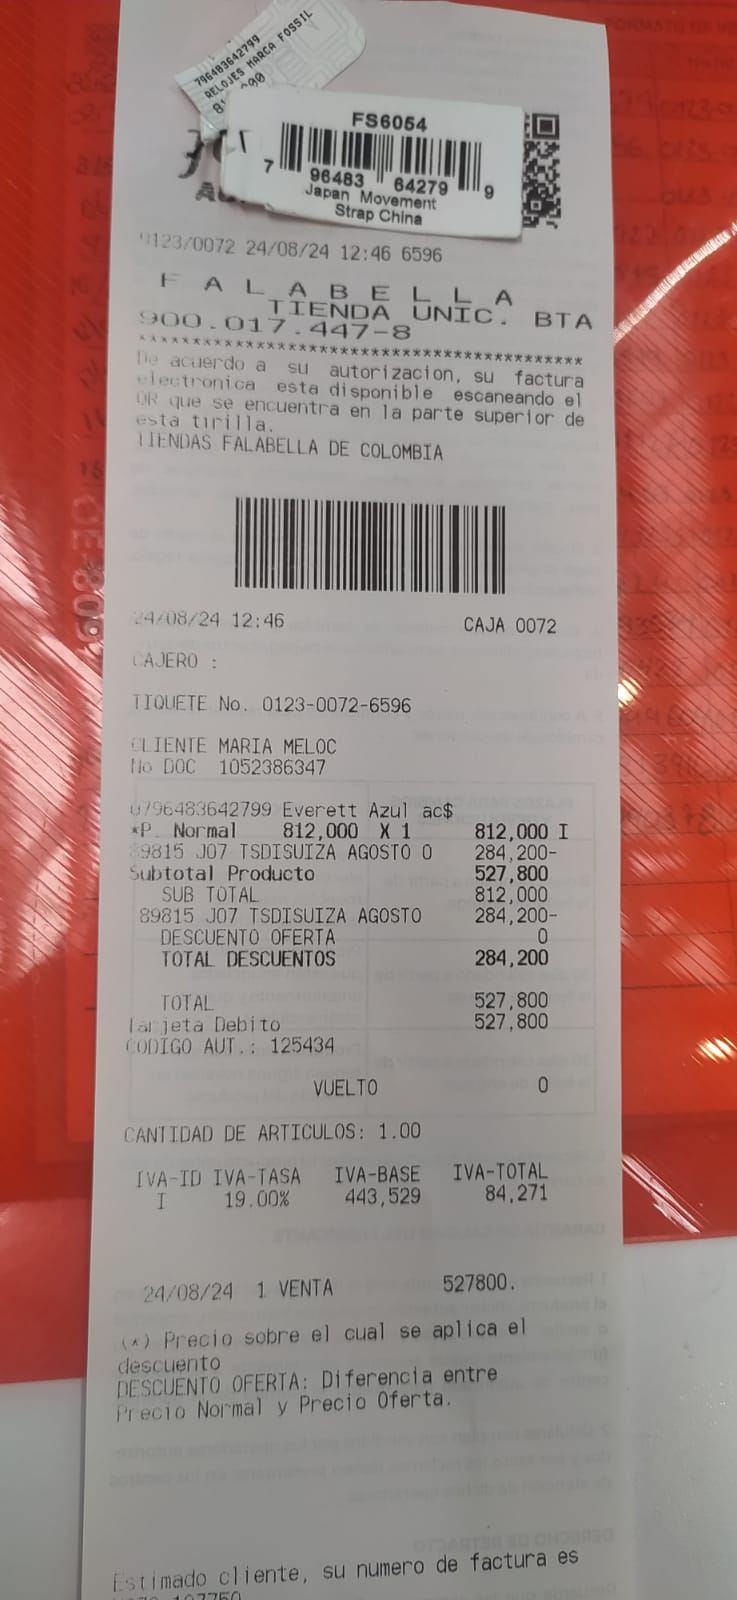 796483642799
RELOJES MARCA FOSSIL
FS6054
7 96483 64279 9
Japan Movement
Strap China
0123/0072 24/08/24 12:46 6596
F A L A B E L L A
TIENDA UNIC. BTA
900.017.447-8
******************************************
De acuerdo a su autorizacion, su factura
electronica esta disponible escaneando el
QR que se encuentra en la parte superior de
esta tirilla.
TIENDAS FALABELLA DE COLOMBIA
24/08/24 12:46 CAJA 0072
CAJERO :
TIQUETE No. 0123-0072-6596
CLIENTE MARIA MELOC
No DOC 1052386347
0796483642799 Everett Azul ac$
*P. Normal 812,000 X 1 812,000 I
89815 J07 TSDISUIZA AGOSTO 0 284,200-
Subtotal Producto 527,800
SUB TOTAL 812,000
89815 J07 TSDISUIZA AGOSTO 284,200-
DESCUENTO OFERTA 0
TOTAL DESCUENTOS 284,200
TOTAL 527,800
Tarjeta Debito 527,800
CODIGO AUT.: 125434
VUELTO 0
CANTIDAD DE ARTICULOS: 1.00
IVA-ID IVA-TASA IVA-BASE IVA-TOTAL
I 19.00% 443,529 84,271
24/08/24 1 VENTA 527800.
(*) Precio sobre el cual se aplica el
descuento
DESCUENTO OFERTA: Diferencia entre
Precio Normal y Precio Oferta.
Estimado cliente, su numero de factura es